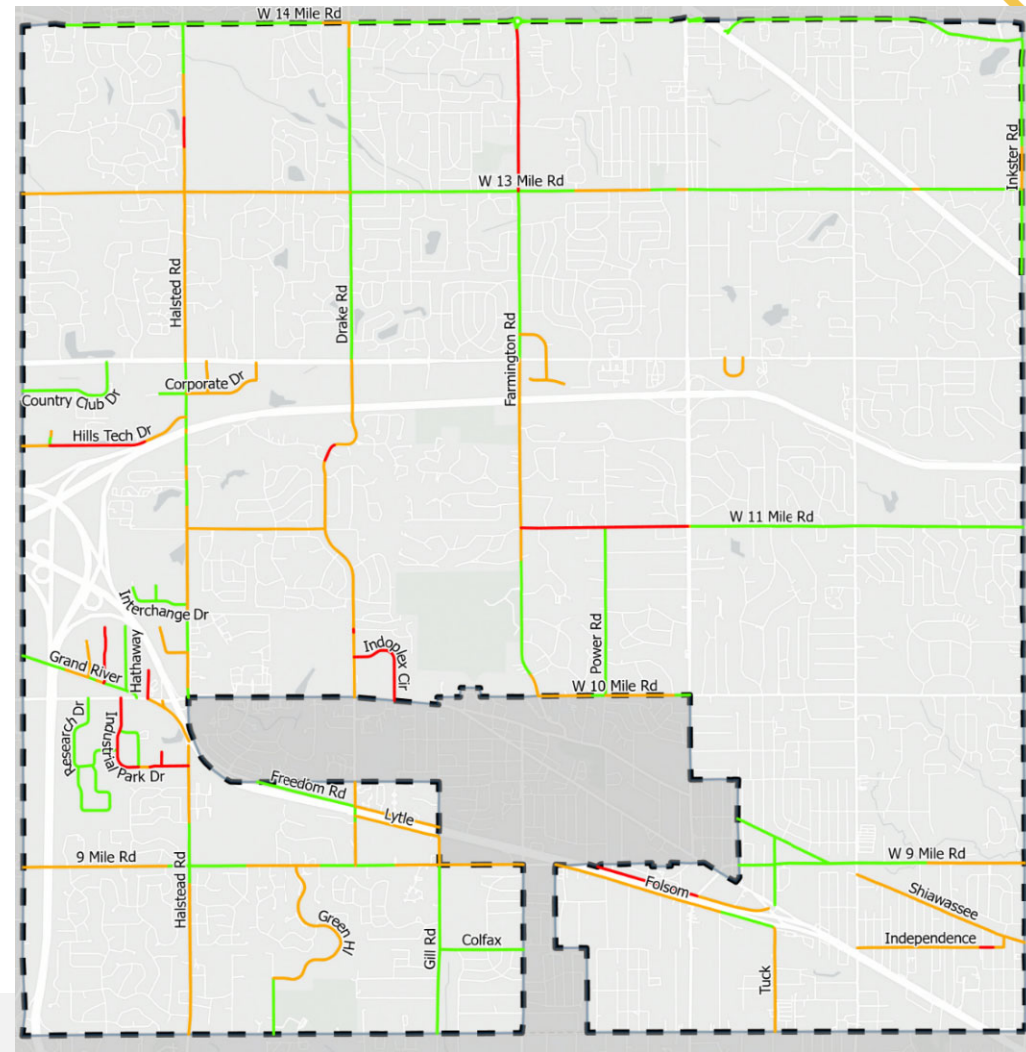 W 14 Mile Rd
Inkster Rd
W 13 Mile Rd
Halsted Rd
Drake Rd
Farmington Rd
Corporate Dr
Country Club Dr
Hills Tech Dr
W 11 Mile Rd
Interchange Dr
Hathaway
Power Rd
Indoplex Cir
Grand River
W 10 Mile Rd
Research Dr
Industrial
Park Dr
Freedom Rd
Lytle
9 Mile Rd
W 9 Mile Rd
Halstead Rd
Folsom
Shiawassee
Green Hi
Gill Rd
Colfax
Independence
Tuck